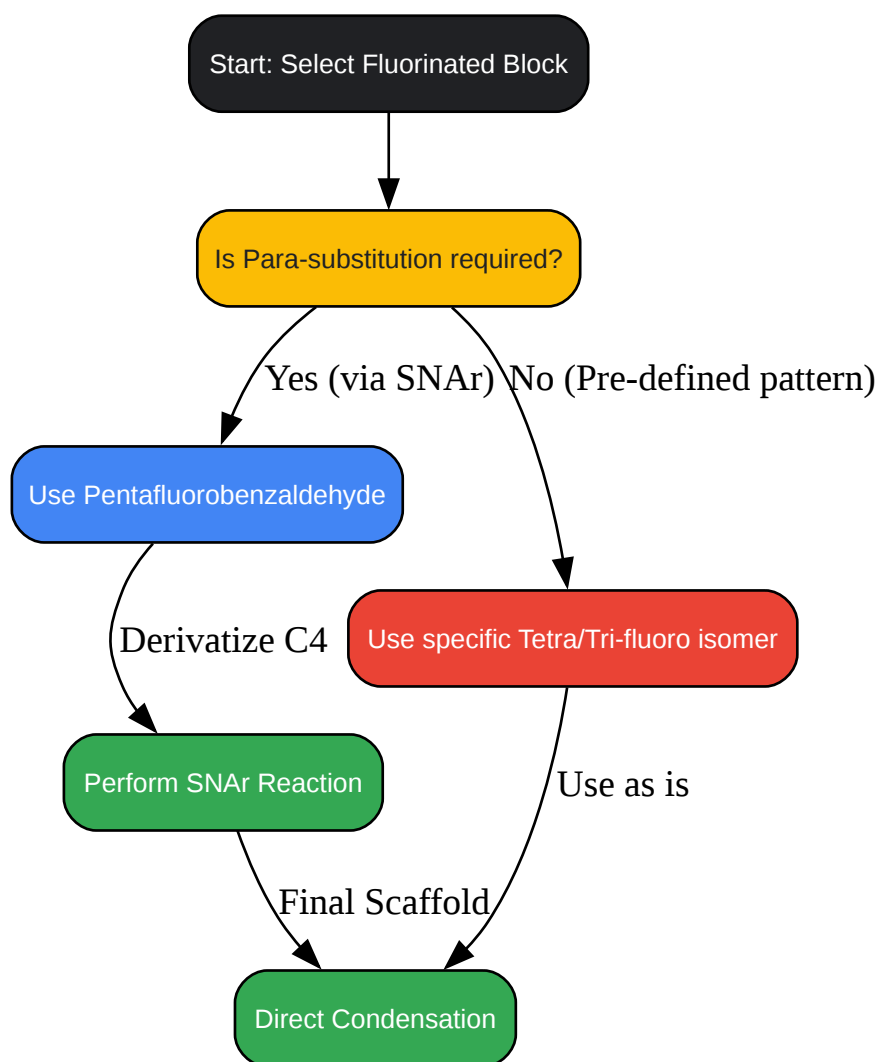 Start: Select Fluorinated Block
Is Para-substitution required?
Yes (via SNAr)
No (Pre-defined pattern)
Use Pentafluorobenzaldehyde
Derivatize C4
Use specific Tetra/Tri-fluoro isomer
Perform SNAr Reaction
Use as is
Final Scaffold
Direct Condensation